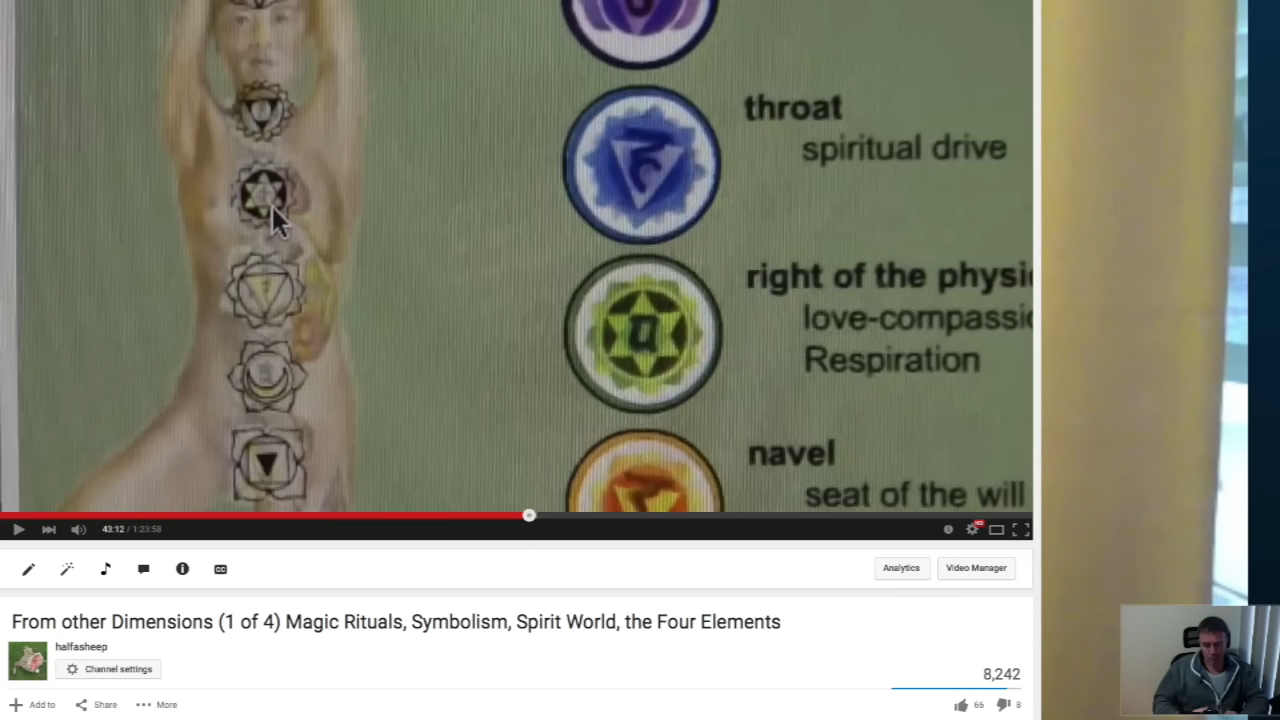 throat
spiritual drive
right of the physi
love-compassio
Respiration
navel
seat of the will
43:12 / 1:23:58
Analytics
Video Manager
From other Dimensions (1 of 4) Magic Rituals, Symbolism, Spirit World, the Four Elements
halfasheep
Channel settings
8,242
Add to
Share
More
66
8